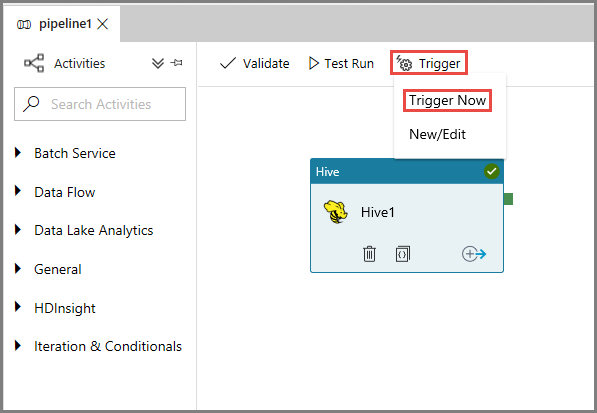 pipeline1
Activities
Validate
Test Run
Trigger
Search Activities
Trigger Now
New/Edit
Batch Service
Data Flow
Data Lake Analytics
General
HDInsight
Iteration & Conditionals
Hive
Hive1